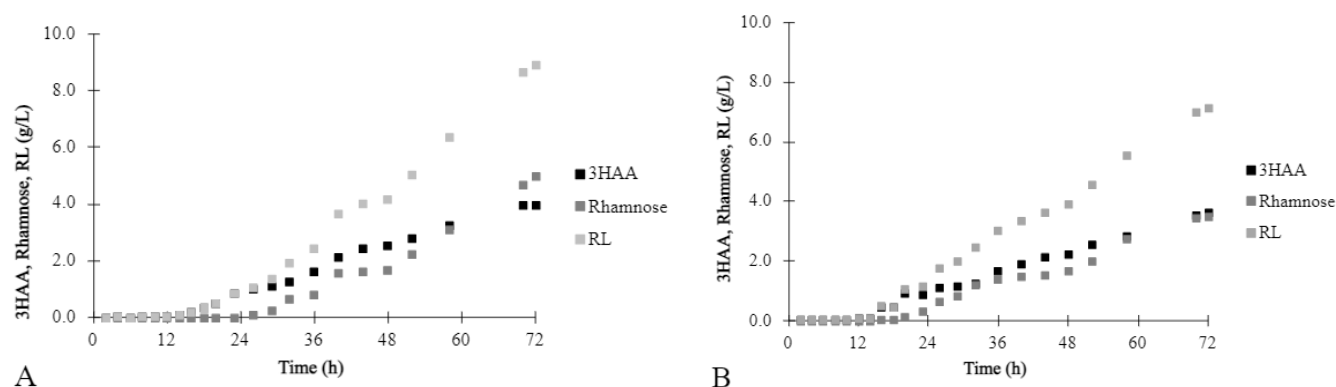 10.0
8.0
6.0
4.0
2.0
0.0
0 12 24 36 48 60 72
3HAA, Rhamnose, RL (g/L)
Time (h)
3HAA
Rhamnose
RL
A
10
8.0
6.0
4.0
2.0
0.0
0 12 24 36 48 60 72
3HAA, Rhamnose, RL (g/L)
Time (h)
3HAA
Rhamnose
RL
B